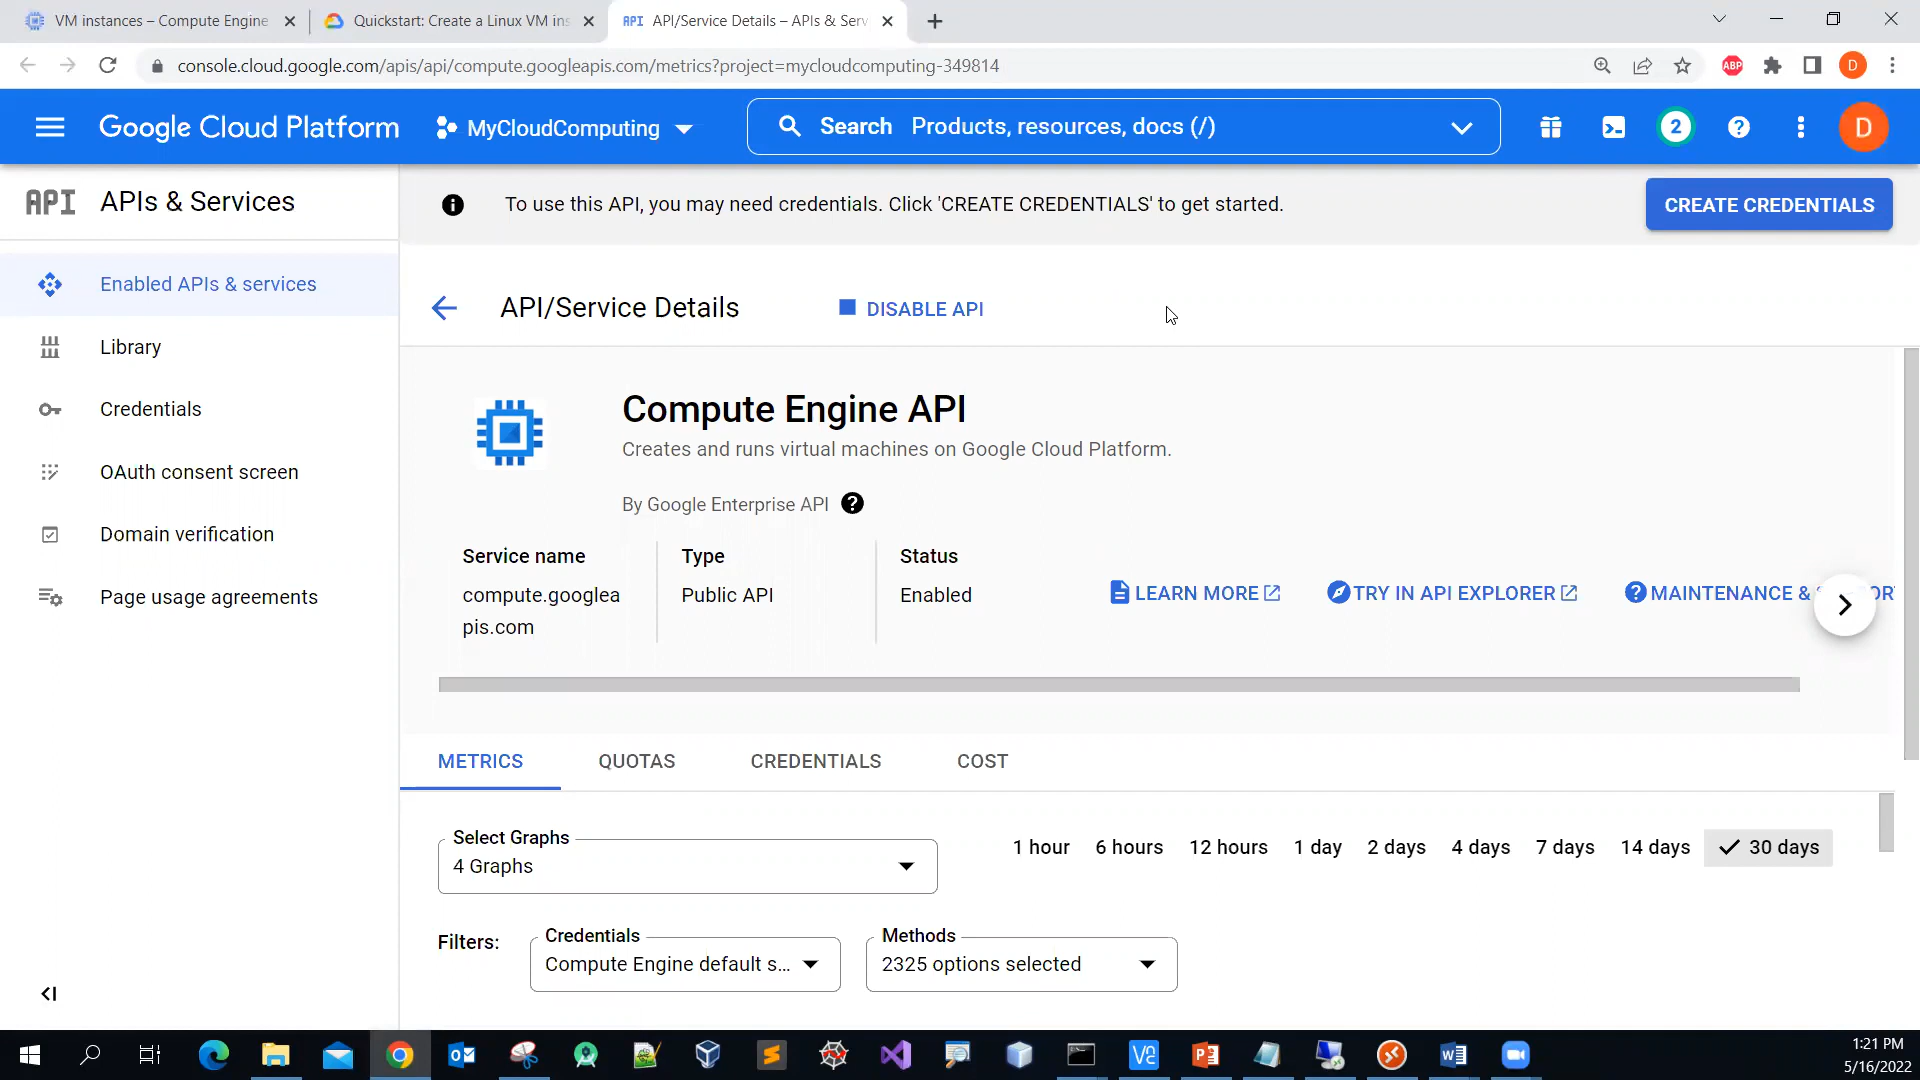 VM instances – Compute Engine
Quickstart: Create a Linux VM ins
API API/Service Details – APIs & Serv
console.cloud.google.com/apis/api/compute.googleapis.com/metrics?project=mycloudcomputing-349814
ABP
D
Google Cloud Platform
MyCloudComputing
Search Products, resources, docs (/)
2
D
API APIs & Services
To use this API, you may need credentials. Click 'CREATE CREDENTIALS' to get started.
CREATE CREDENTIALS
Enabled APIs & services
Library
Credentials
OAuth consent screen
Domain verification
Page usage agreements
API/Service Details
DISABLE API
Compute Engine API
Creates and runs virtual machines on Google Cloud Platform.
By Google Enterprise API
Service name
compute.googlea
pis.com
Type
Public API
Status
Enabled
LEARN MORE
TRY IN API EXPLORER
MAINTENANCE &
METRICS
QUOTAS
CREDENTIALS
COST
Select Graphs
4 Graphs
1 hour 6 hours 12 hours 1 day 2 days 4 days 7 days 14 days 30 days
Filters:
Credentials
Compute Engine default s...
Methods
2325 options selected
1:21 PM
5/16/2022